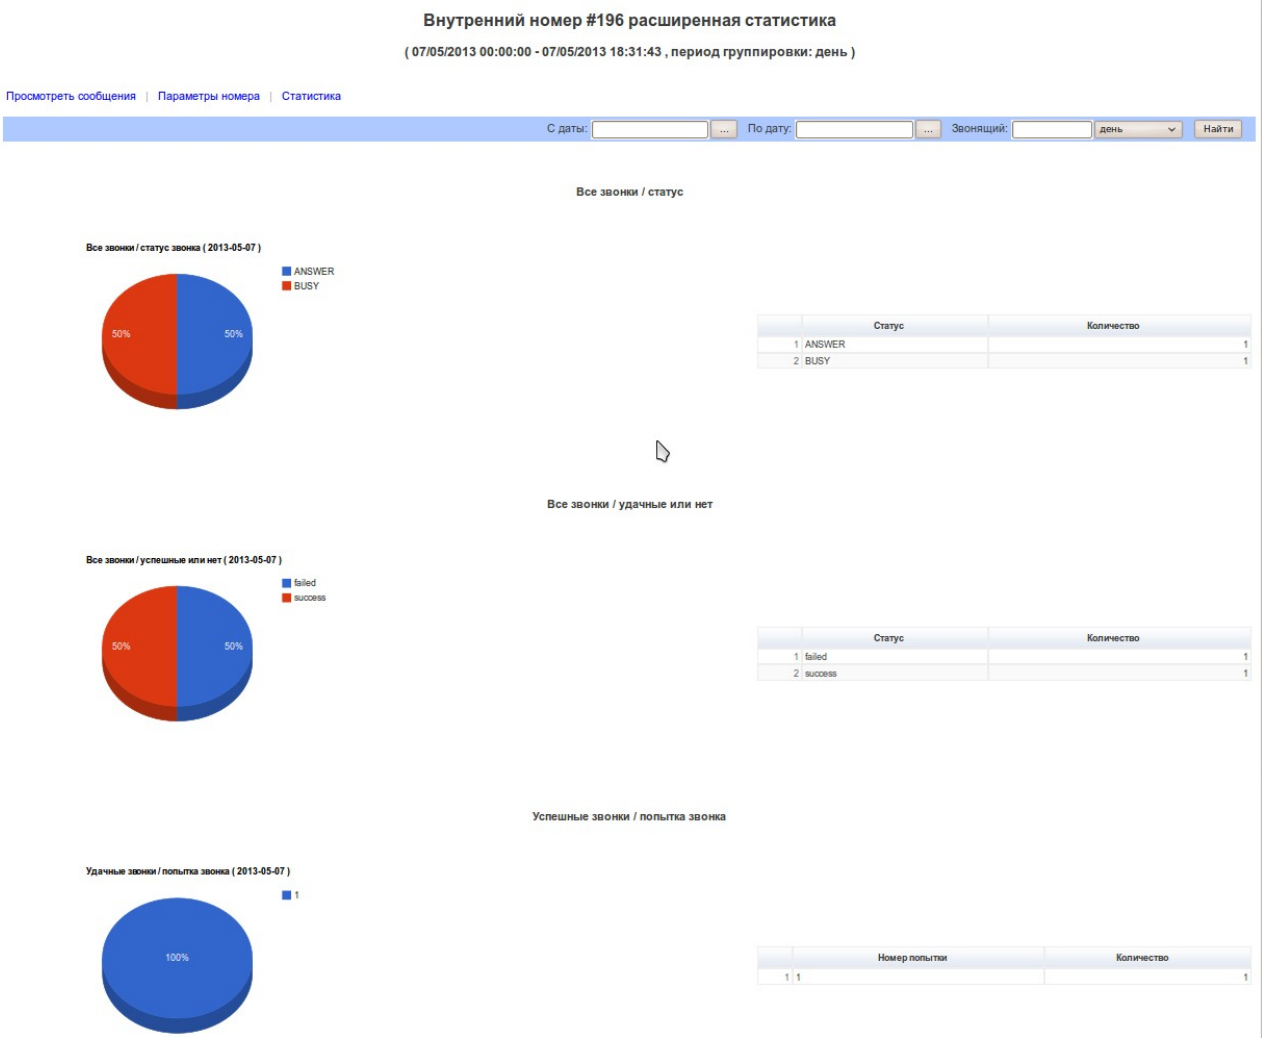 Внутренний номер #196 расширенная статистика
( 07/05/2013 00:00:00 - 07/05/2013 18:31:43 , период группировки: день )
Просмотреть сообщения | Параметры номера | Статистика
С даты: ... По дату: ... Звонящий: день Найти
Все звонки / статус
Все звонки / статус звонка ( 2013-05-07 )
ANSWER
BUSY
50% 50%
Статус Количество
1 ANSWER 1
2 BUSY 1
Все звонки / удачные или нет
Все звонки / успешные или нет ( 2013-05-07 )
failed
success
50% 50%
Статус Количество
1 failed 1
2 success 1
Успешные звонки / попытка звонка
Удачные звонки / попытка звонка ( 2013-05-07 )
1
100%
Номер попытки Количество
1 1 1